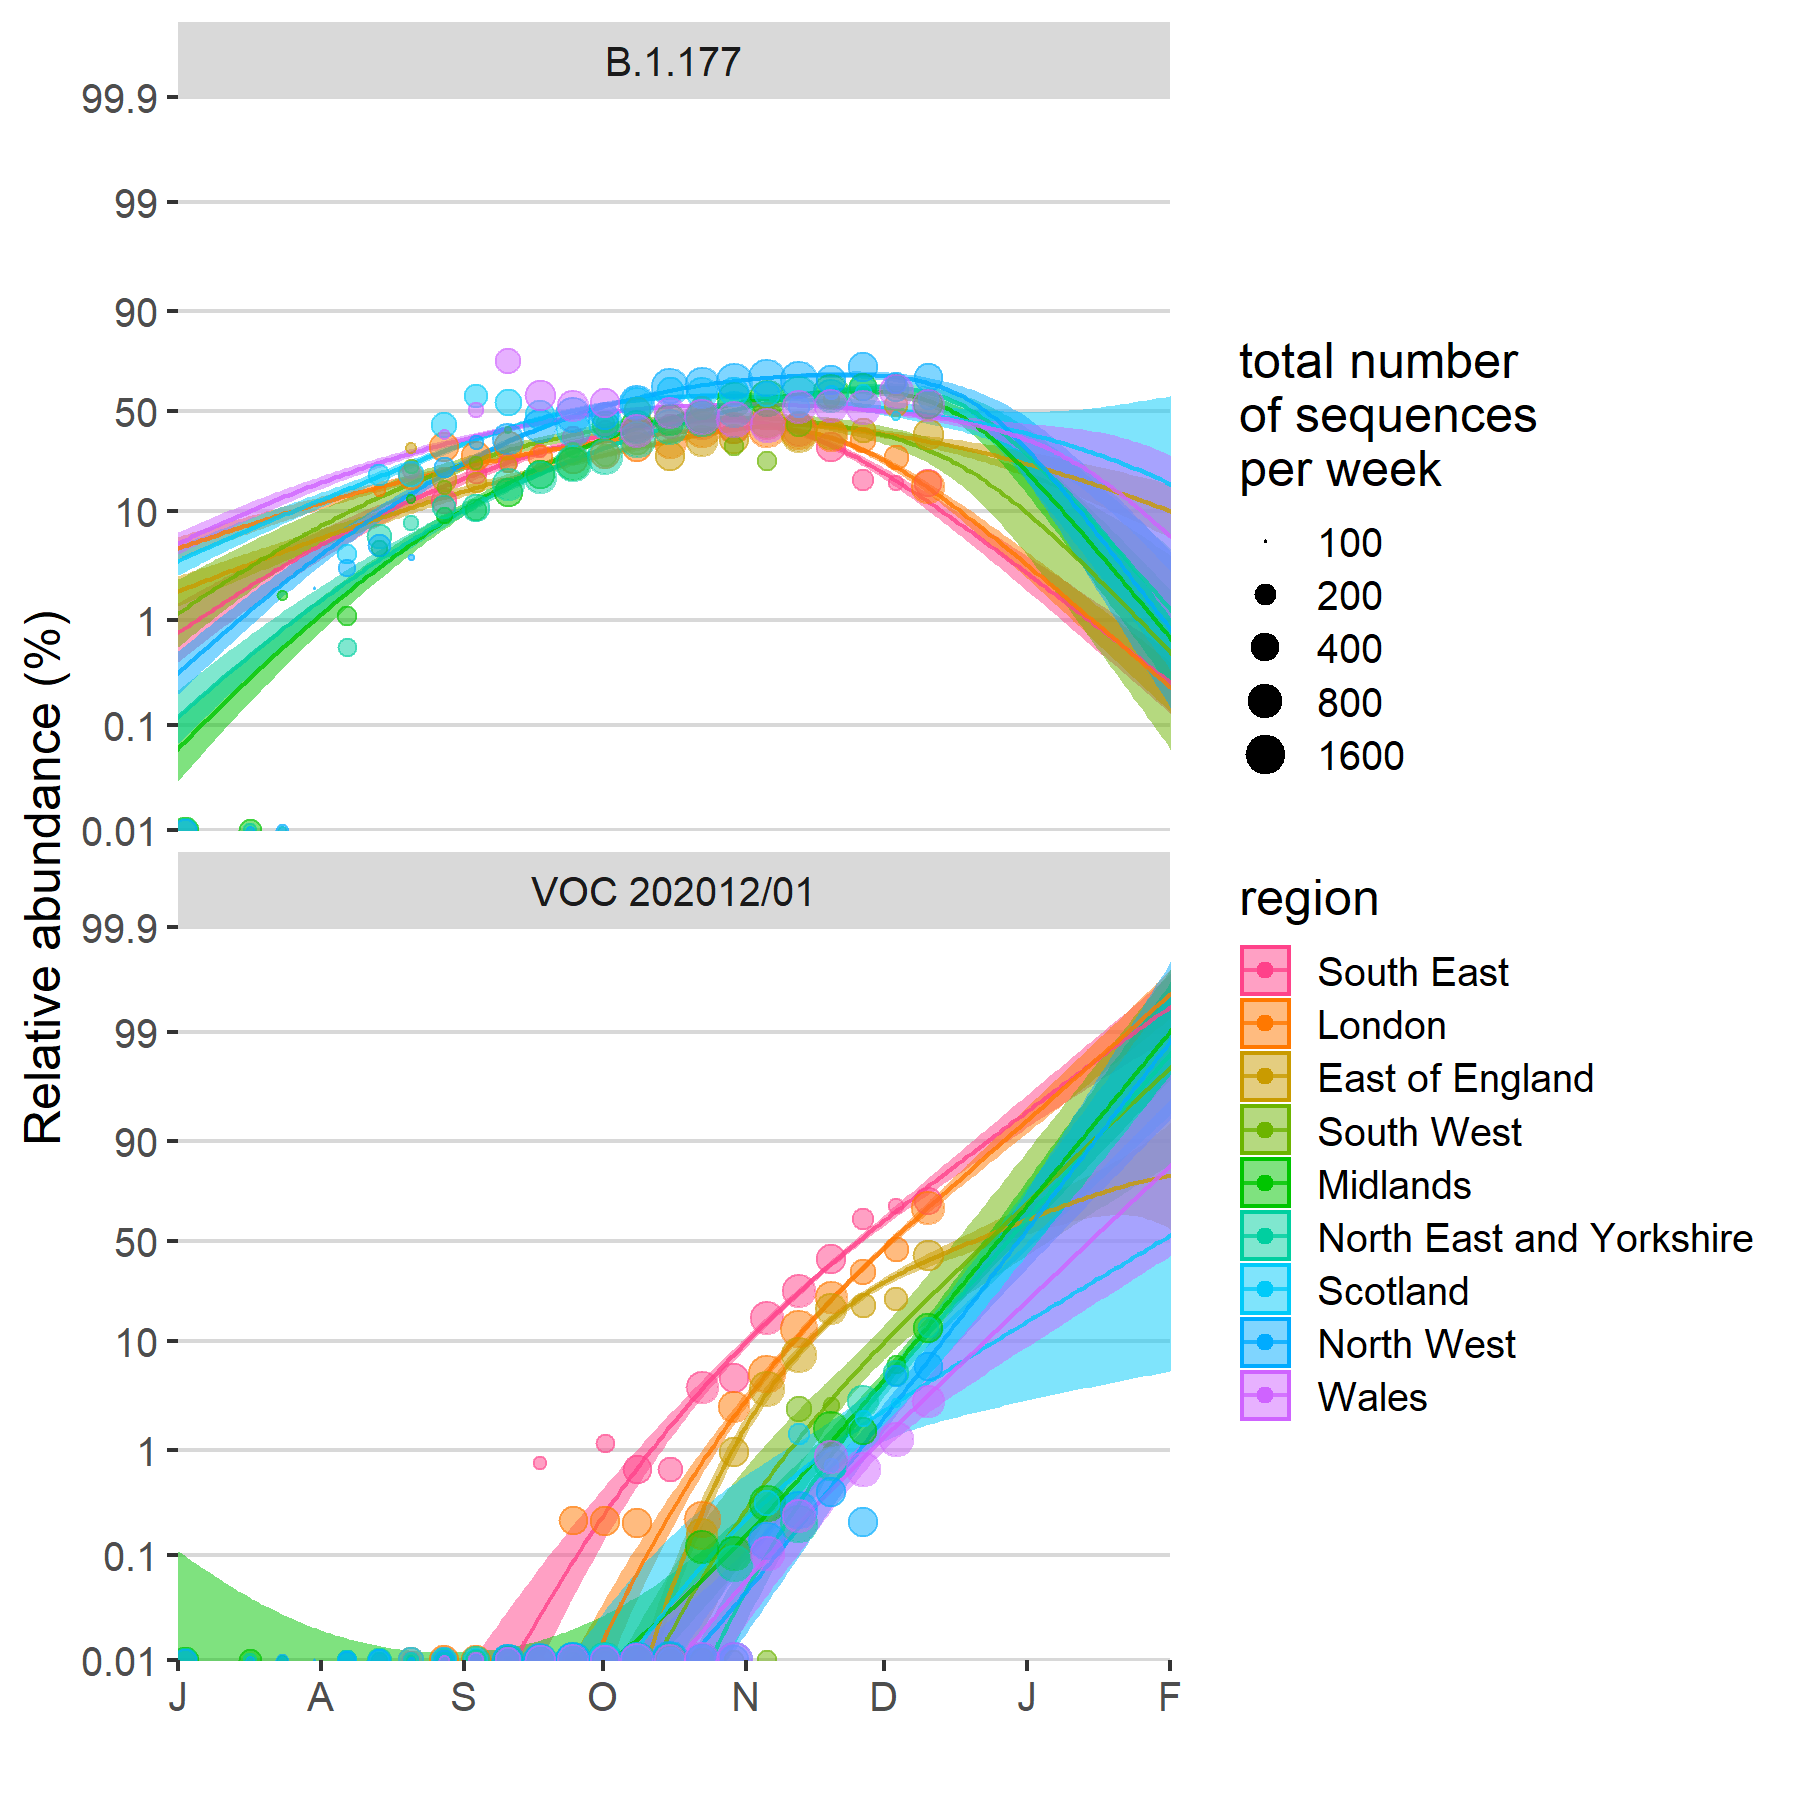 B.1.177
99.9
99
90
50
10
1
0.1
0.01
VOC 202012/01
99.9
99
90
50
10
1
0.1
0.01
J A S O N D J F
Relative abundance (%)
total number
of sequences
per week
100
200
400
800
1600
region
South East
London
East of England
South West
Midlands
North East and Yorkshire
Scotland
North West
Wales